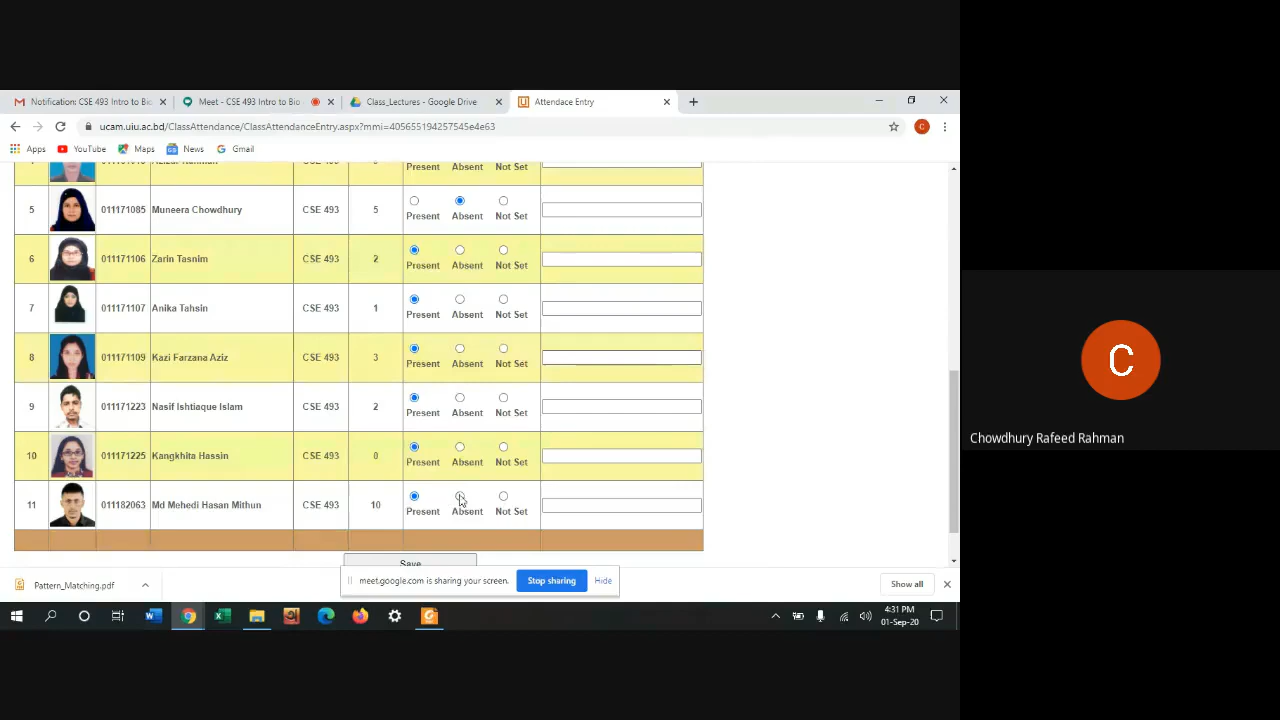 Notification: CSE 493 Intro to Bio
Meet - CSE 493 Intro to Bio
Class_Lectures - Google Drive
Attendace Entry
ucam.uiu.ac.bd/ClassAttendance/ClassAttendanceEntry.aspx?mmi=405655194257545e4e63
C
Apps YouTube Maps News Gmail
Present Absent Not Set
5 011171085 Muneera Chowdhury CSE 493 5 Present Absent Not Set
6 011171106 Zarin Tasnim CSE 493 2 Present Absent Not Set
7 011171107 Anika Tahsin CSE 493 1 Present Absent Not Set
8 011171109 Kazi Farzana Aziz CSE 493 3 Present Absent Not Set
9 011171223 Nasif Ishtiaque Islam CSE 493 2 Present Absent Not Set
10 011171225 Kangkhita Hassin CSE 493 0 Present Absent Not Set
11 011182063 Md Mehedi Hasan Mithun CSE 493 10 Present Absent Not Set
Save
meet.google.com is sharing your screen. Stop sharing Hide
Pattern_Matching.pdf
Show all
4:31 PM
01-Sep-20
C
Chowdhury Rafeed Rahman